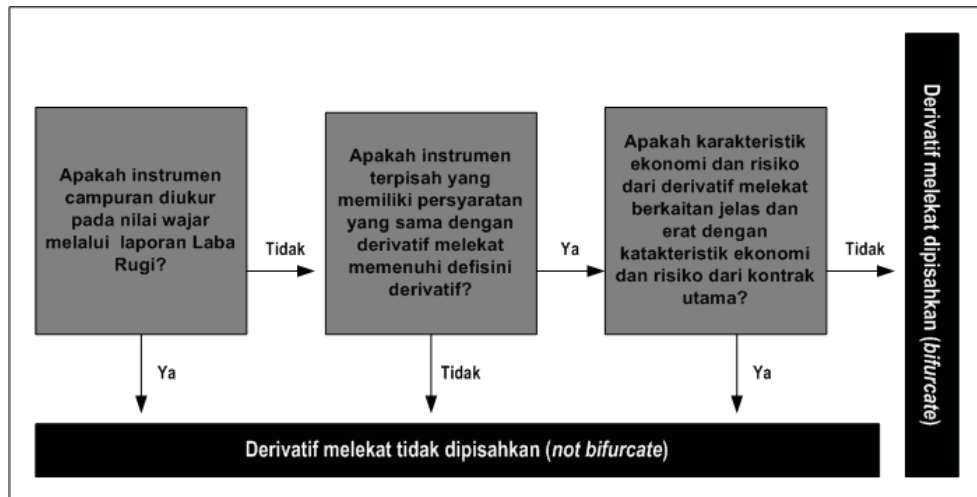 Apakah instrumen
campuran diukur
pada nilai wajar
melalui laporan Laba
Rugi?
Tidak
Ya
Apakah instrumen
terpisah yang
memiliki persyaratan
yang sama dengan
derivatif melekat
memenuhi defisini
derivatif?
Ya
Tidak
Apakah karakteristik
ekonomi dan risiko
dari derivatif melekat
berkaitan jelas dan
erat dengan
katakteristik ekonomi
dan risiko dari kontrak
utama?
Tidak
Ya
Derivatif melekat dipisahkan (bifurcate)
Derivatif melekat tidak dipisahkan (not bifurcate)